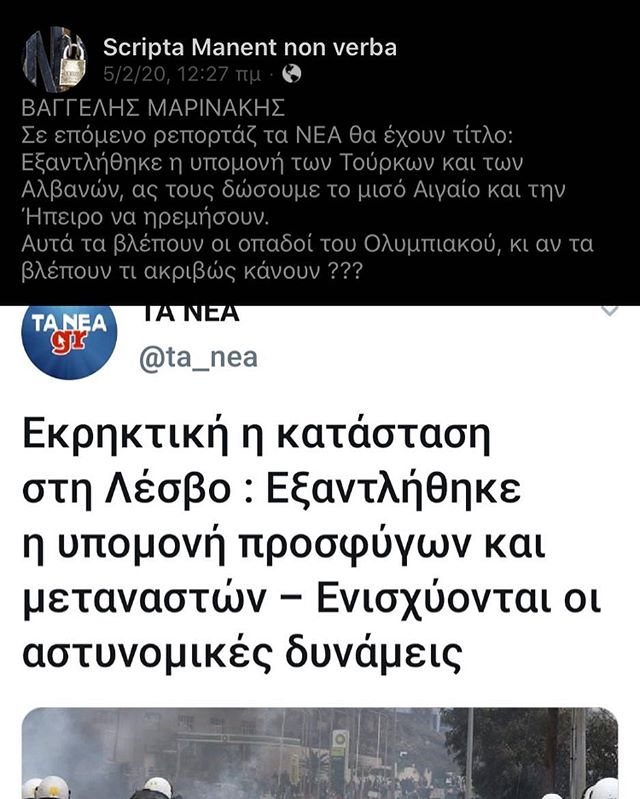 Scripta Manent non verba
5/2/20, 12:27 πμ ·
ΒΑΓΓΕΛΗΣ ΜΑΡΙΝΑΚΗΣ
Σε επόμενο ρεπορτάζ τα ΝΕΑ θα έχουν τίτλο:
Εξαντλήθηκε η υπομονή των Τούρκων και των
Αλβανών, ας τους δώσουμε το μισό Αιγαίο και την
Ήπειρο να ηρεμήσουν.
Αυτά τα βλέπουν οι οπαδοί του Ολυμπιακού, κι αν τα
βλέπουν τι ακριβώς κάνουν ???
ΤΑ ΝΕΑ
gr
ΤΑ ΝΕΑ
@ta_nea
Εκρηκτική η κατάσταση
στη Λέσβο : Εξαντλήθηκε
η υπομονή προσφύγων και
μεταναστών – Ενισχύονται οι
αστυνομικές δυνάμεις